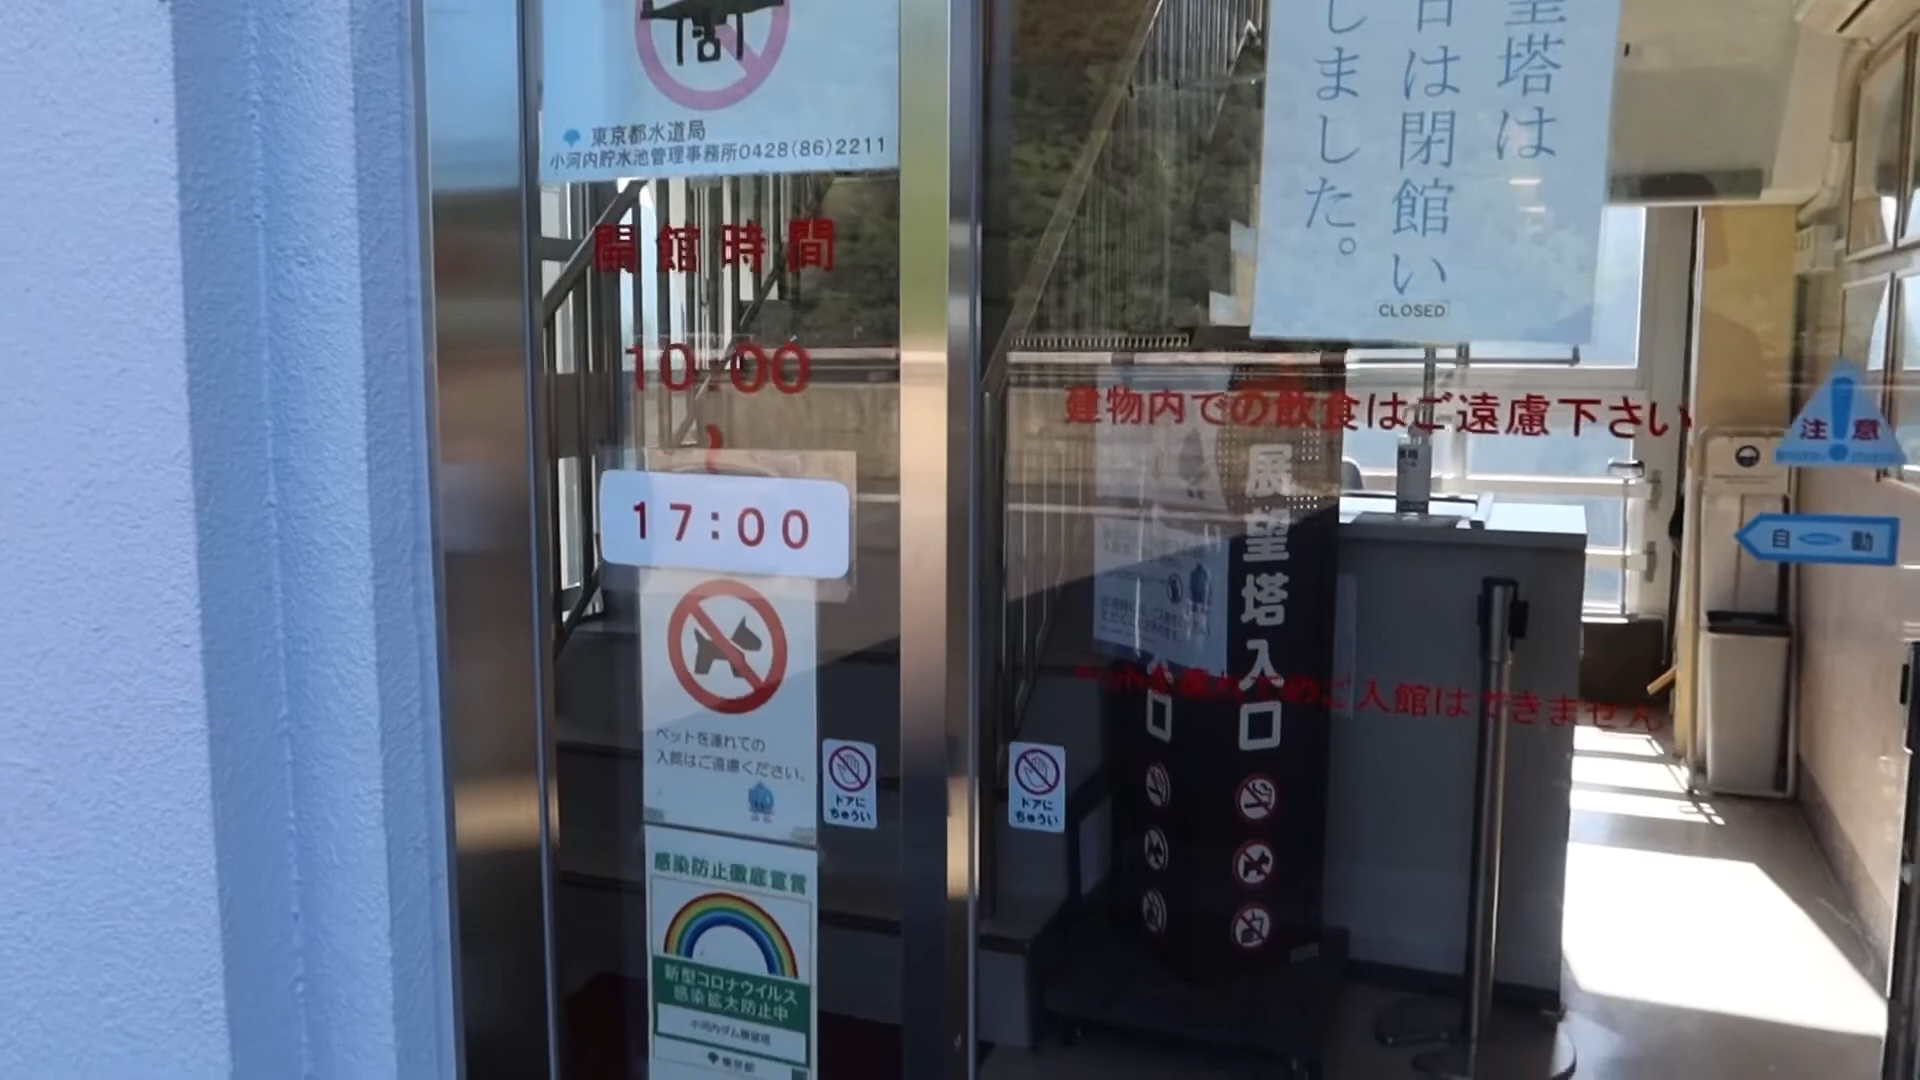 東京都水道局
小河内貯水池管理事務所0428(86)2211
開館時間
10:00
〜
17:00
ペットを連れての
入館はご遠慮ください。
ドアに
ちゅうい
感染防止徹底宣言
新型コロナウイルス
感染拡大防止中
小河内ダム展望塔
東京都
望塔は
日は閉館い
しました。
CLOSED
建物内での飲食はご遠慮下さい
展望塔入口
のご入館はできません
ドアに
ちゅうい
注意
自動